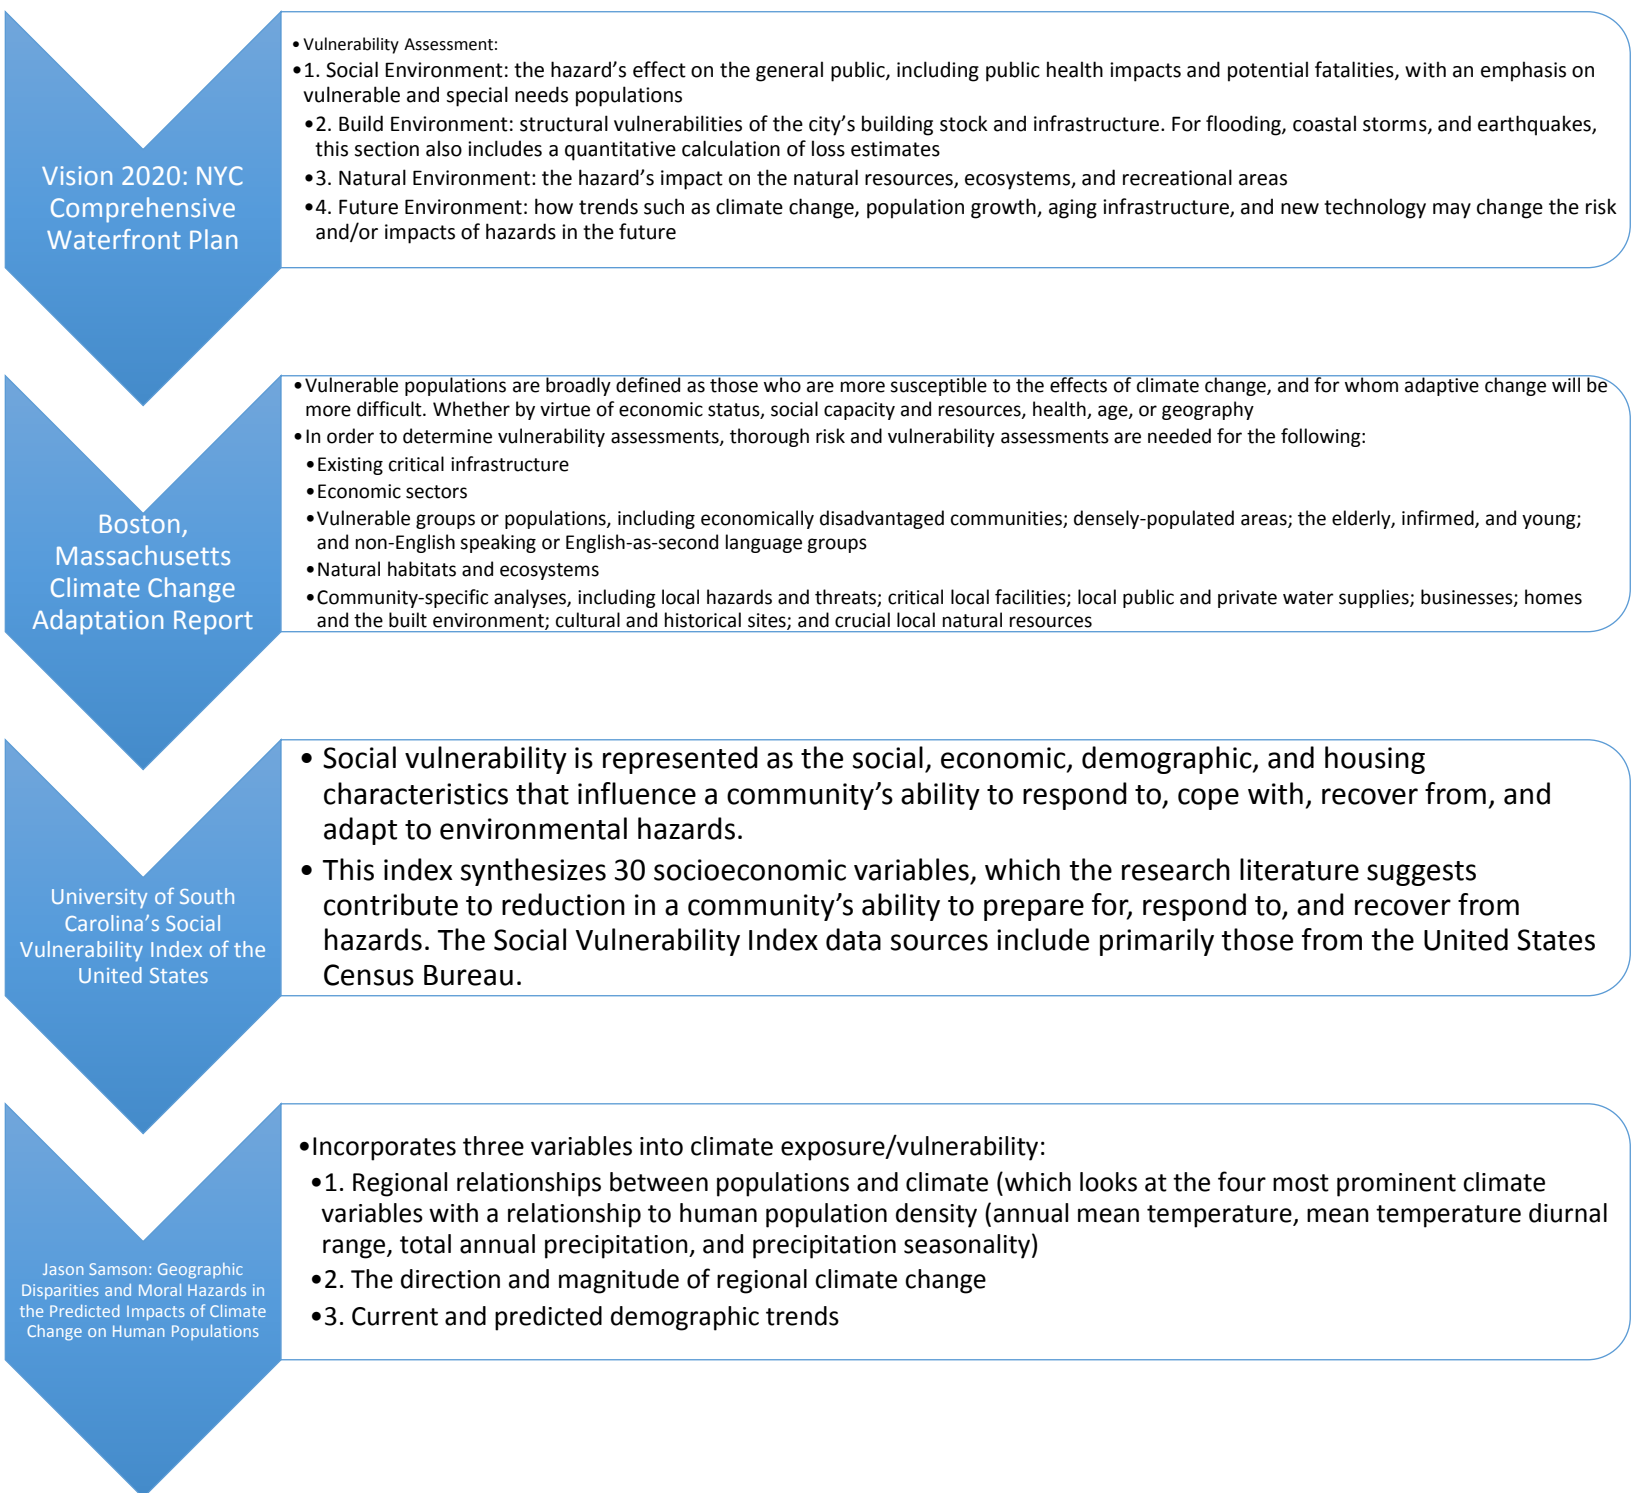 Vision 2020: NYC
Comprehensive
Waterfront Plan
•Vulnerability Assessment:
•1. Social Environment: the hazard’s effect on the general public, including public health impacts and potential fatalities, with an emphasis on
vulnerable and special needs populations
•2. Build Environment: structural vulnerabilities of the city’s building stock and infrastructure. For flooding, coastal storms, and earthquakes,
this section also includes a quantitative calculation of loss estimates
•3. Natural Environment: the hazard’s impact on the natural resources, ecosystems, and recreational areas
•4. Future Environment: how trends such as climate change, population growth, aging infrastructure, and new technology may change the risk
and/or impacts of hazards in the future
Boston,
Massachusetts
Climate Change
Adaptation Report
•Vulnerable populations are broadly defined as those who are more susceptible to the effects of climate change, and for whom adaptive change will be
more difficult. Whether by virtue of economic status, social capacity and resources, health, age, or geography
•In order to determine vulnerability assessments, thorough risk and vulnerability assessments are needed for the following:
•Existing critical infrastructure
•Economic sectors
•Vulnerable groups or populations, including economically disadvantaged communities; densely-populated areas; the elderly, infirmed, and young;
and non-English speaking or English-as-second language groups
•Natural habitats and ecosystems
•Community-specific analyses, including local hazards and threats; critical local facilities; local public and private water supplies; businesses; homes
and the built environment; cultural and historical sites; and crucial local natural resources
University of South
Carolina’s Social
Vulnerability Index of the
United States
• Social vulnerability is represented as the social, economic, demographic, and housing
characteristics that influence a community’s ability to respond to, cope with, recover from, and
adapt to environmental hazards.
• This index synthesizes 30 socioeconomic variables, which the research literature suggests
contribute to reduction in a community’s ability to prepare for, respond to, and recover from
hazards. The Social Vulnerability Index data sources include primarily those from the United States
Census Bureau.
Jason Samson: Geographic
Disparities and Moral Hazards in
the Predicted Impacts of Climate
Change on Human Populations
•Incorporates three variables into climate exposure/vulnerability:
•1. Regional relationships between populations and climate (which looks at the four most prominent climate
variables with a relationship to human population density (annual mean temperature, mean temperature diurnal
range, total annual precipitation, and precipitation seasonality)
•2. The direction and magnitude of regional climate change
•3. Current and predicted demographic trends